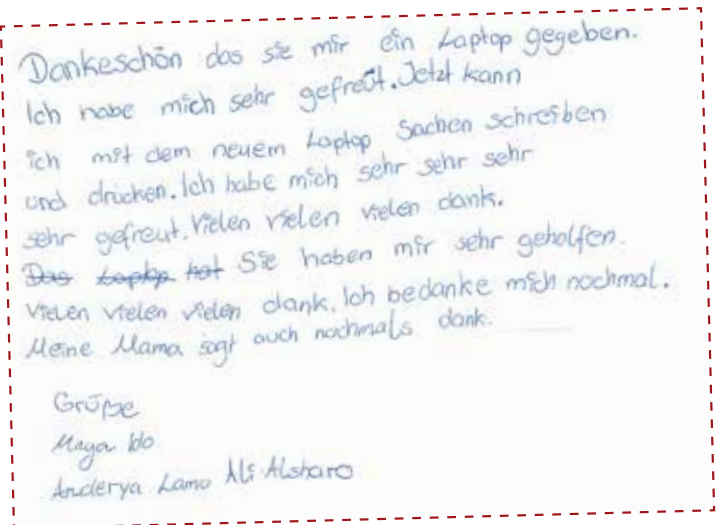 Dankeschön das sie mir ein Laptop gegeben.
Ich habe mich sehr gefreut. Jetzt kann
ich mit dem neuem Laptop Sachen schreiben
und drücken. Ich habe mich sehr sehr sehr
sehr gefreut. Vielen vielen vielen dank.
Das Laptop hat Sie haben mir sehr geholfen.
Vielen vielen vielen dank. Ich bedanke mich nochmal.
Meine Mama sagt auch nochmals dank.
Grüße
Maya Ido
Anderya Lamo Ali Alsharo